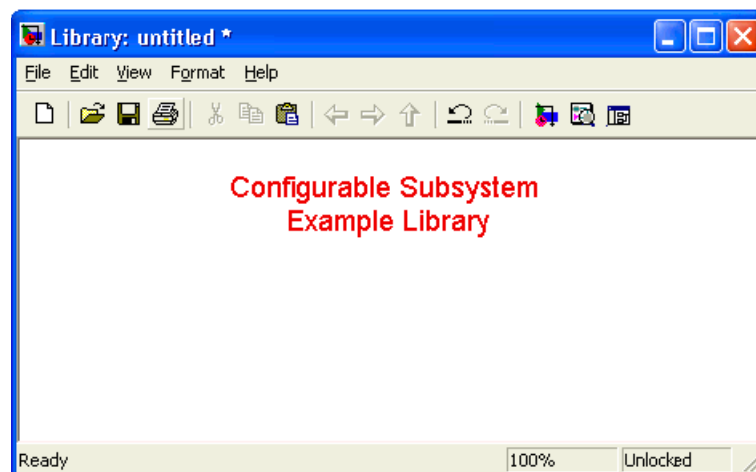 Library: untitled *
File Edit View Format Help
Configurable Subsystem
Example Library
Ready 100% Unlocked